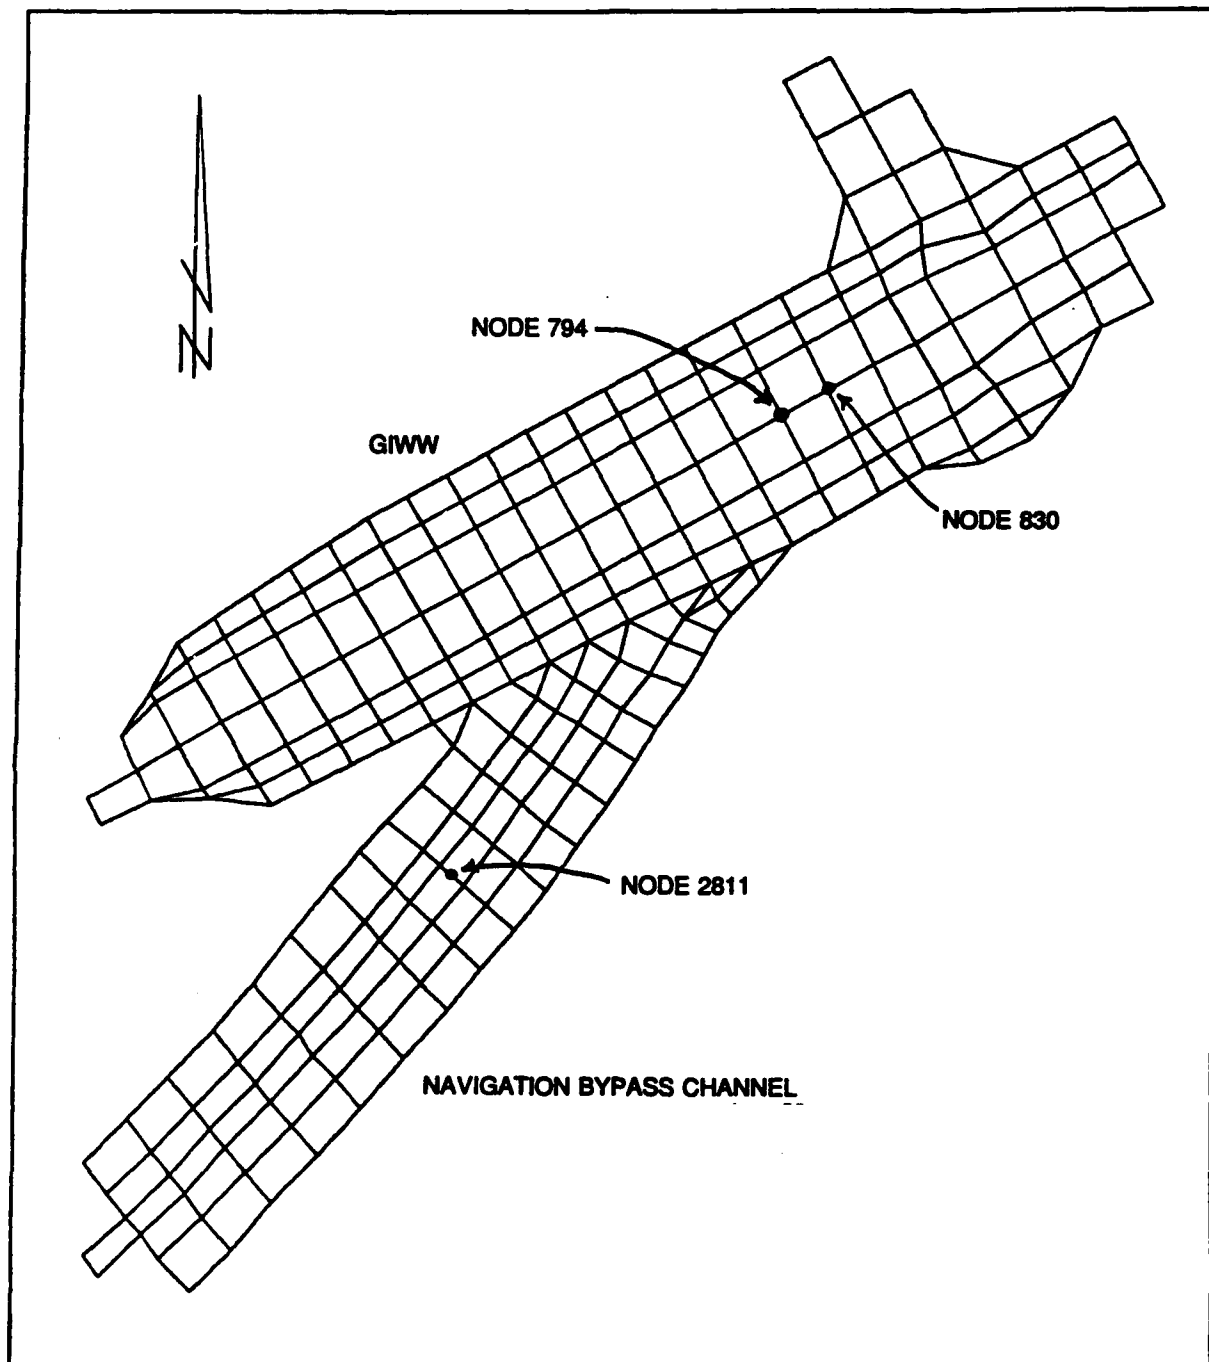 N
NODE 794
GIWW
NODE 830
NODE 2811
NAVIGATION BYPASS CHANNEL